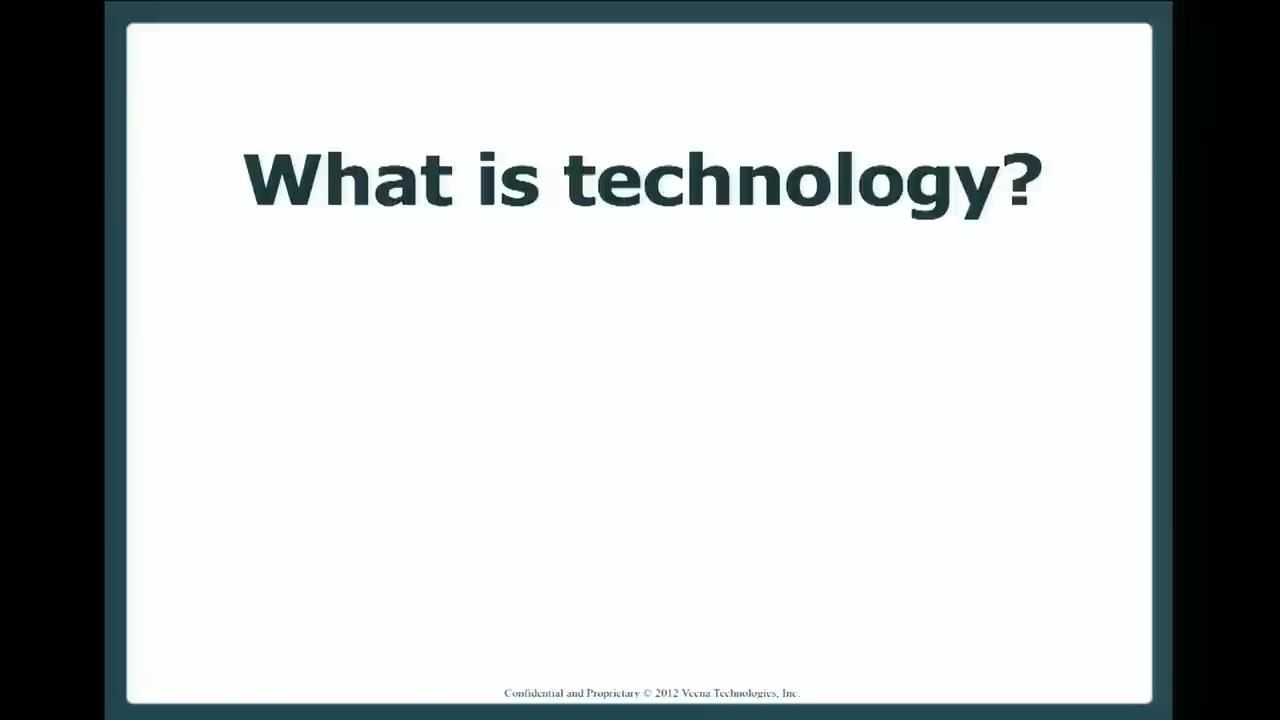 What is technology?
Confidential and Proprietary © 2012 Vecna Technologies, Inc.